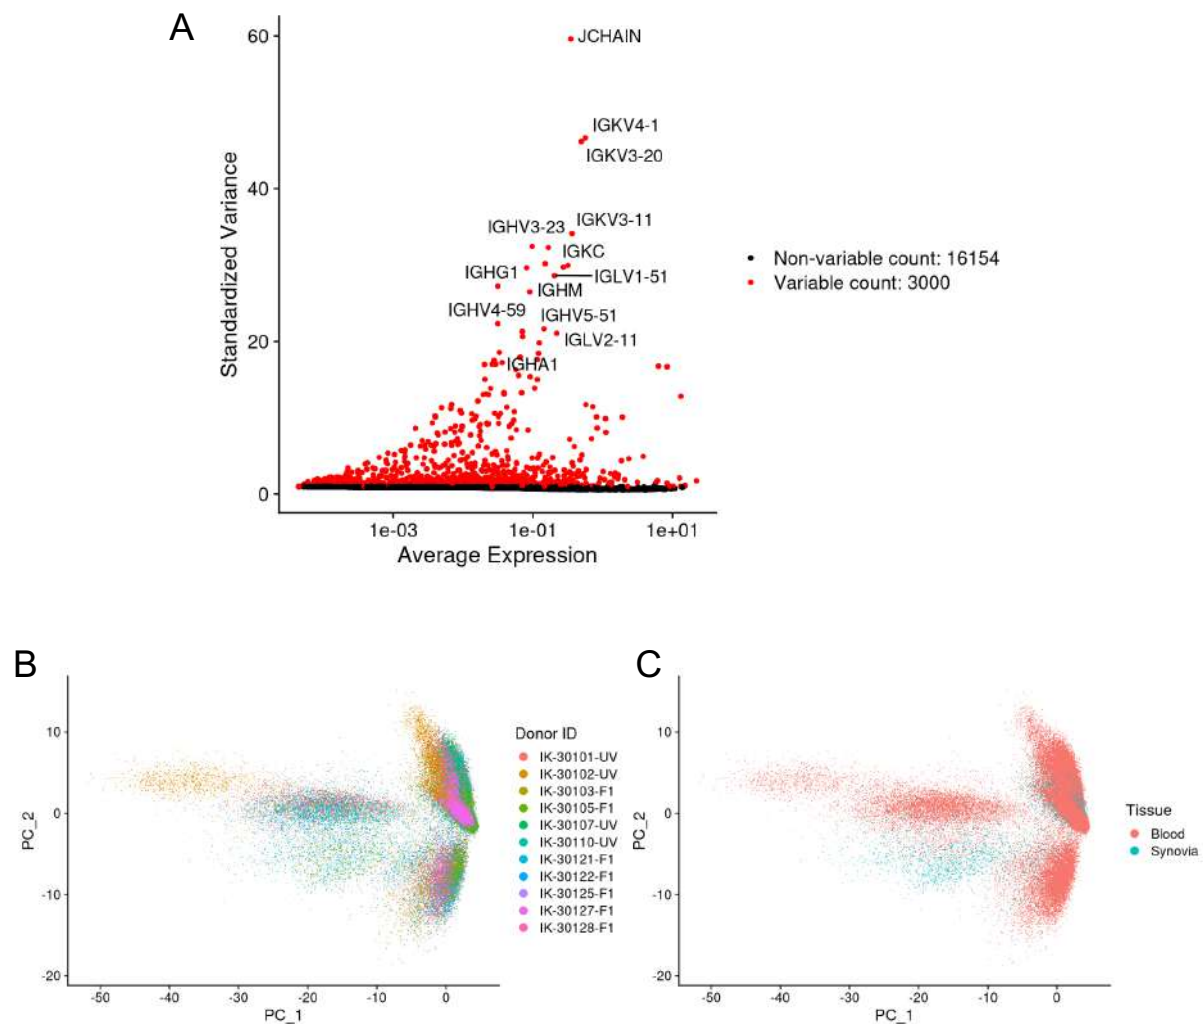 A
60
40
20
0
Standardized Variance
JCHAIN
IGKV4-1
IGKV3-20
IGKV3-11
IGHV3-23
IGKC
IGHG1
IGLV1-51
IGHM
IGHV4-59
IGHV5-51
IGLV2-11
IGHA1
1e-03 1e-01 1e+01
Average Expression
Non-variable count: 16154
Variable count: 3000
B
10
0
-10
-20
PC_2
-50 -40 -30 -20 -10 0
PC_1
Donor ID
IK-30101-UV
IK-30102-UV
IK-30103-F1
IK-30105-F1
IK-30107-UV
IK-30110-UV
IK-30121-F1
IK-30122-F1
IK-30125-F1
IK-30127-F1
IK-30128-F1
C
10
0
-10
-20
PC_2
-50 -40 -30 -20 -10 0
PC_1
Tissue
Blood
Synovia